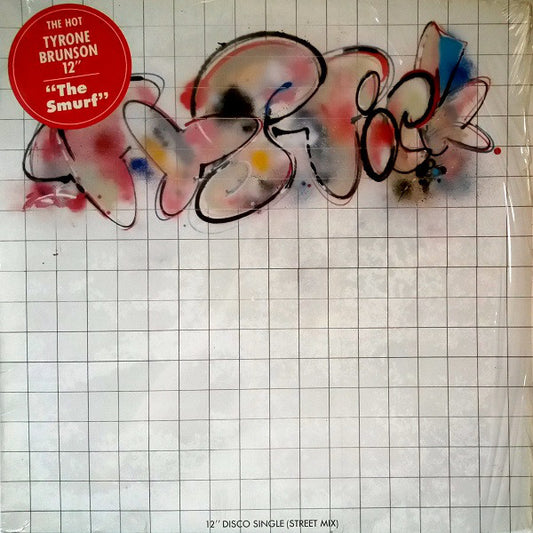 THE HOT
TYRONE
BRUNSON
12"
"The
Smurf"
12" DISCO SINGLE (STREET MIX)